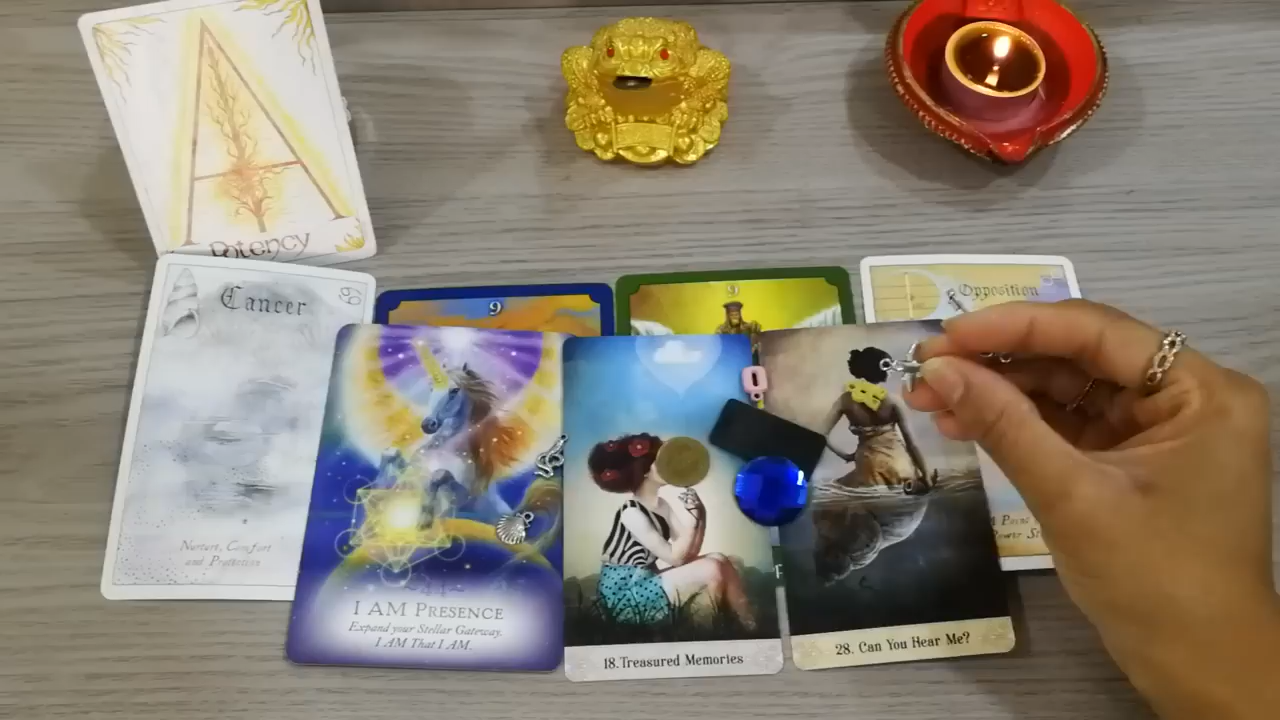 A
Potency
Cancer
Nurture, Comfort
and Protection
9
9
Opposition
44
I AM PRESENCE
Expand your Stellar Gateway.
I AM That I AM.
18. Treasured Memories
28. Can You Hear Me?